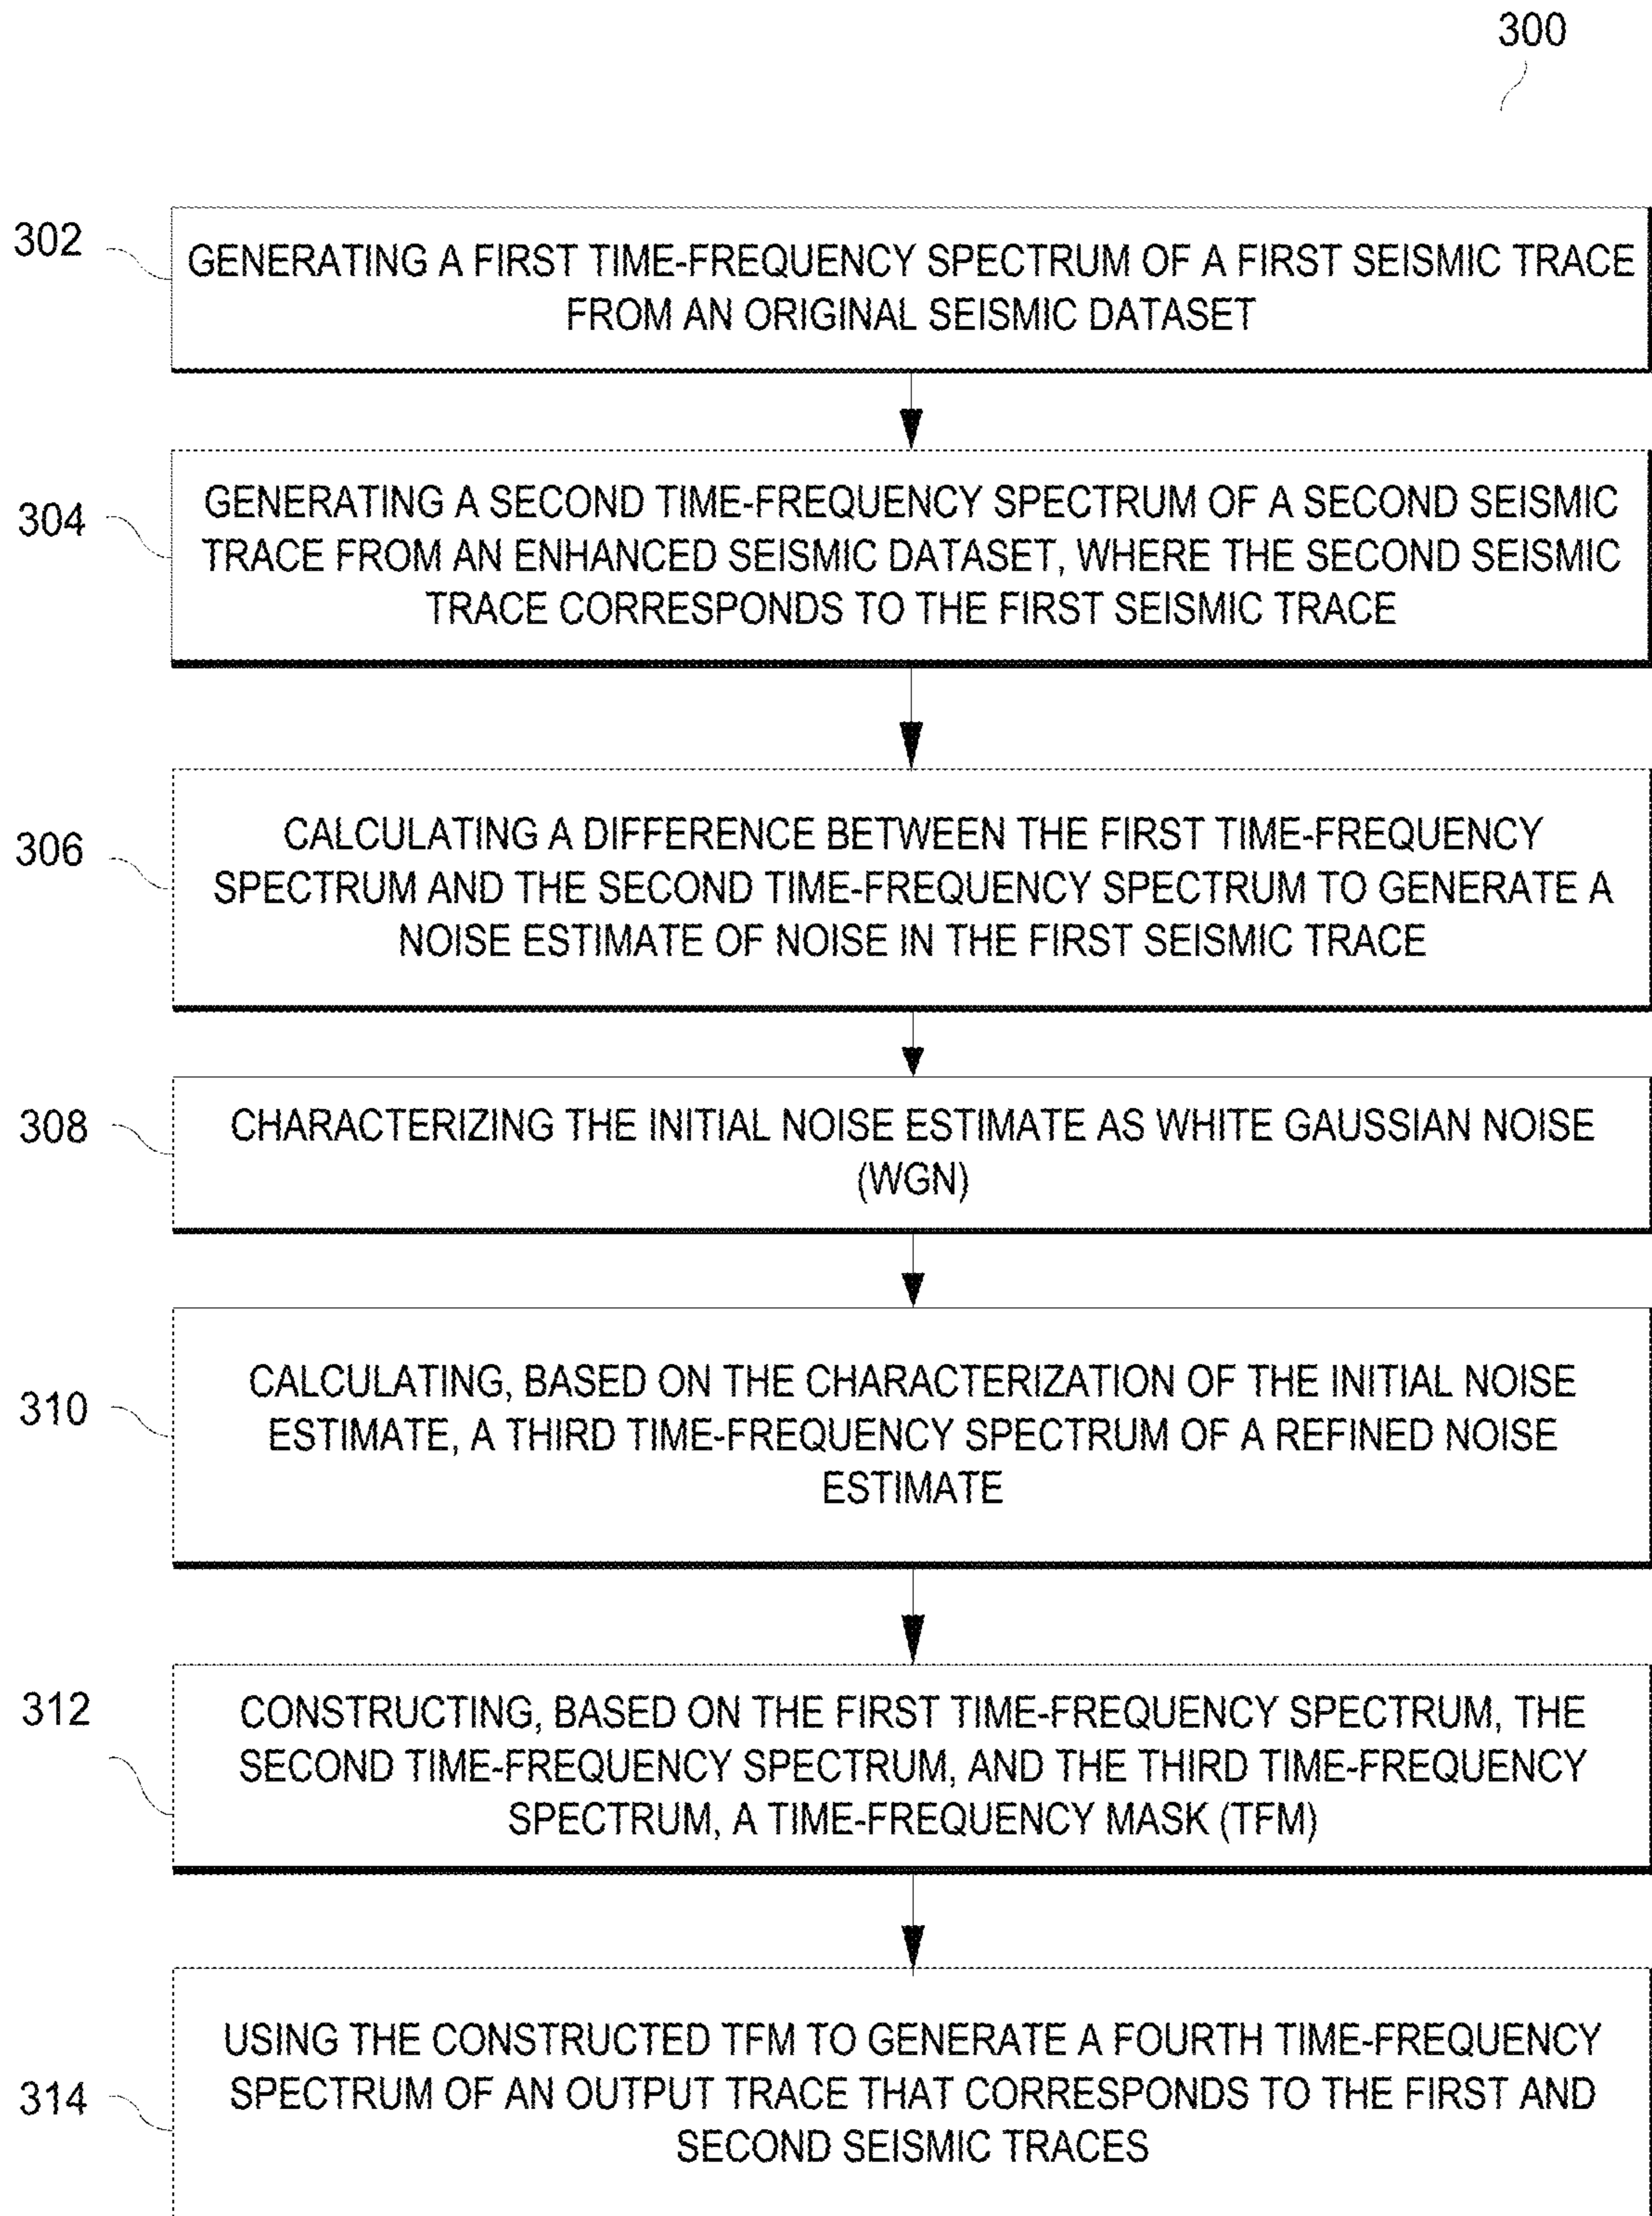 300
302
GENERATING A FIRST TIME-FREQUENCY SPECTRUM OF A FIRST SEISMIC TRACE
FROM AN ORIGINAL SEISMIC DATASET
304
GENERATING A SECOND TIME-FREQUENCY SPECTRUM OF A SECOND SEISMIC
TRACE FROM AN ENHANCED SEISMIC DATASET, WHERE THE SECOND SEISMIC
TRACE CORRESPONDS TO THE FIRST SEISMIC TRACE
306
CALCULATING A DIFFERENCE BETWEEN THE FIRST TIME-FREQUENCY
SPECTRUM AND THE SECOND TIME-FREQUENCY SPECTRUM TO GENERATE A
NOISE ESTIMATE OF NOISE IN THE FIRST SEISMIC TRACE
308
CHARACTERIZING THE INITIAL NOISE ESTIMATE AS WHITE GAUSSIAN NOISE
(WGN)
310
CALCULATING, BASED ON THE CHARACTERIZATION OF THE INITIAL NOISE
ESTIMATE, A THIRD TIME-FREQUENCY SPECTRUM OF A REFINED NOISE
ESTIMATE
312
CONSTRUCTING, BASED ON THE FIRST TIME-FREQUENCY SPECTRUM, THE
SECOND TIME-FREQUENCY SPECTRUM, AND THE THIRD TIME-FREQUENCY
SPECTRUM, A TIME-FREQUENCY MASK (TFM)
314
USING THE CONSTRUCTED TFM TO GENERATE A FOURTH TIME-FREQUENCY
SPECTRUM OF AN OUTPUT TRACE THAT CORRESPONDS TO THE FIRST AND
SECOND SEISMIC TRACES